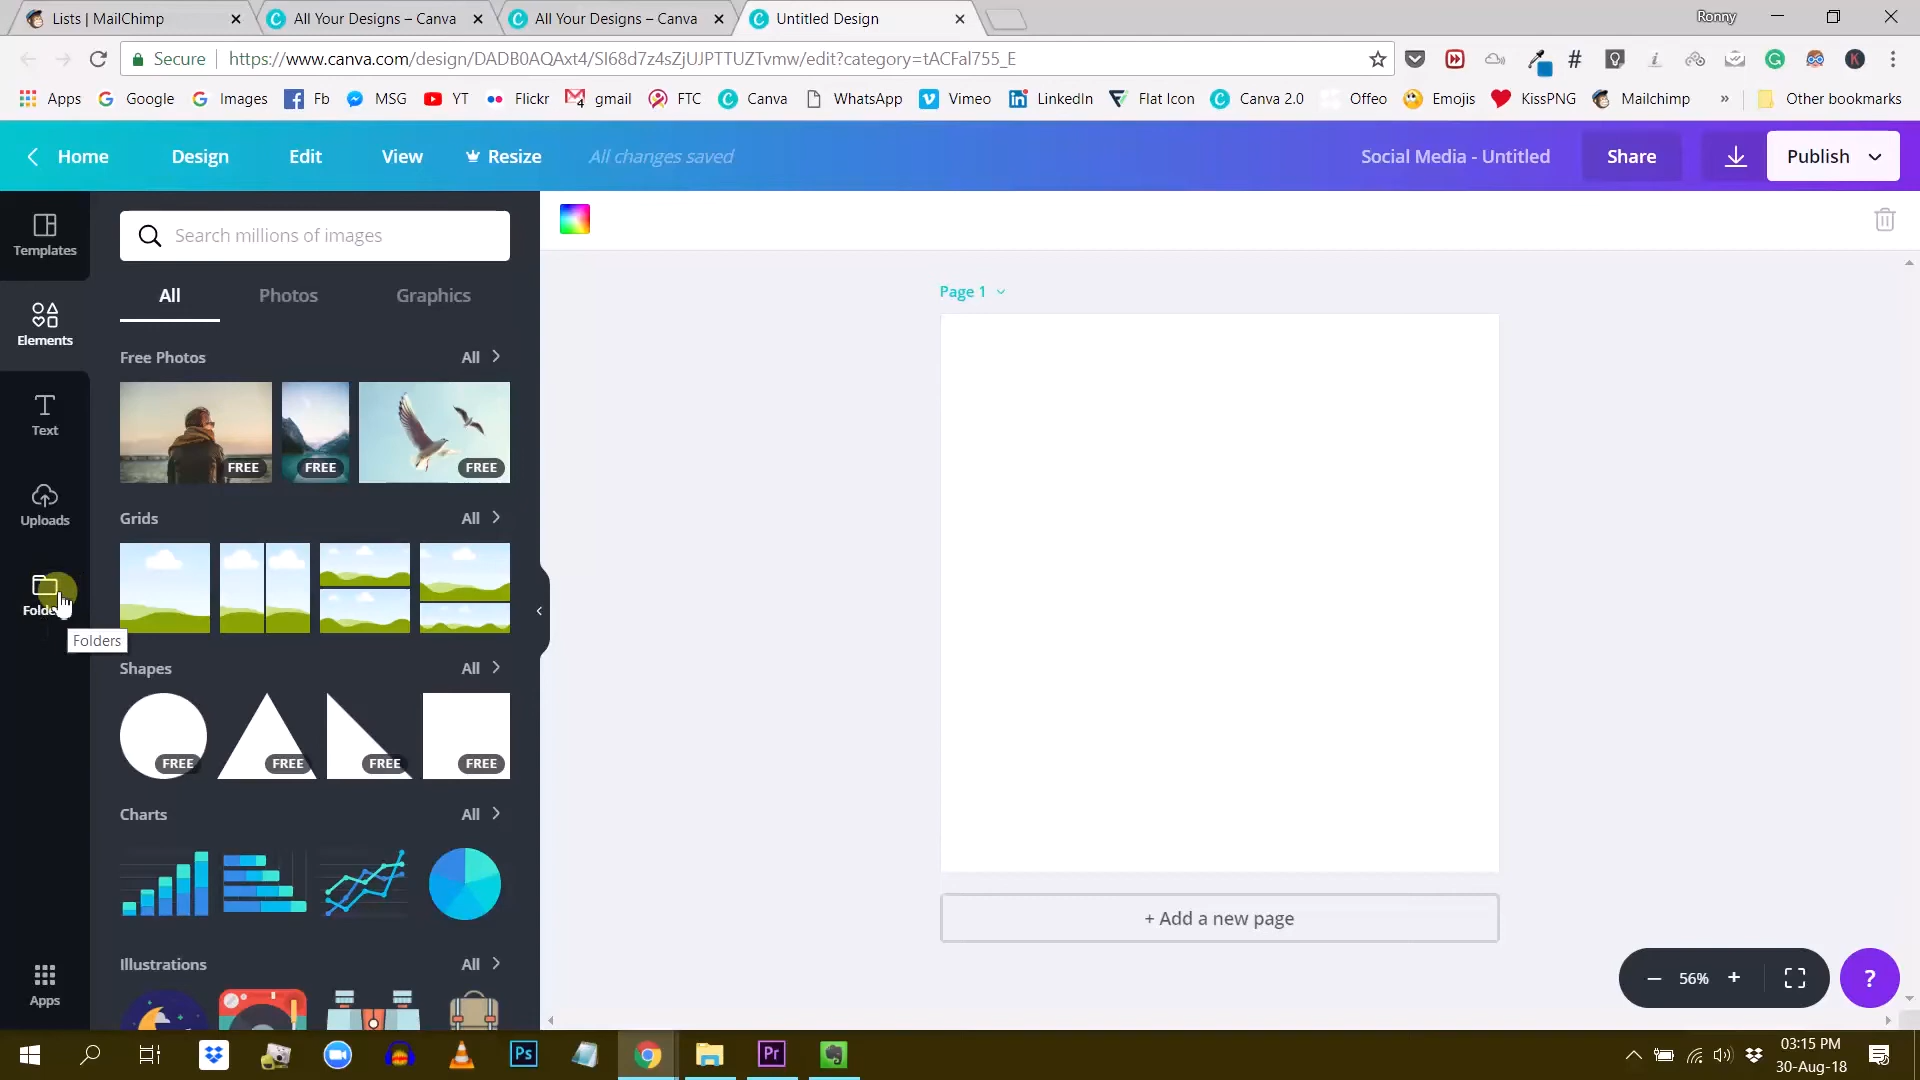 Lists | MailChimp
All Your Designs – Canva
All Your Designs – Canva
Untitled Design
Ronny
Secure
https://www.canva.com/design/DADB0AQAxt4/SI68d7z4sZjUJPTTUZTvmw/edit?category=tACFal755_E
Apps
Google
Images
Fb
MSG
YT
Flickr
gmail
FTC
Canva
WhatsApp
Vimeo
LinkedIn
Flat Icon
Canva 2.0
Offeo
Emojis
KissPNG
Mailchimp
»
Other bookmarks
Home
Design
Edit
View
Resize
All changes saved
Social Media - Untitled
Share
Publish
Templates
Elements
Text
Uploads
Folders
Apps
Search millions of images
All
Photos
Graphics
Free Photos
All
FREE
FREE
FREE
Grids
All
Shapes
All
FREE
FREE
FREE
FREE
Charts
All
Illustrations
All
Page 1
+ Add a new page
56%
?
Ps
Pr
03:15 PM
30-Aug-18